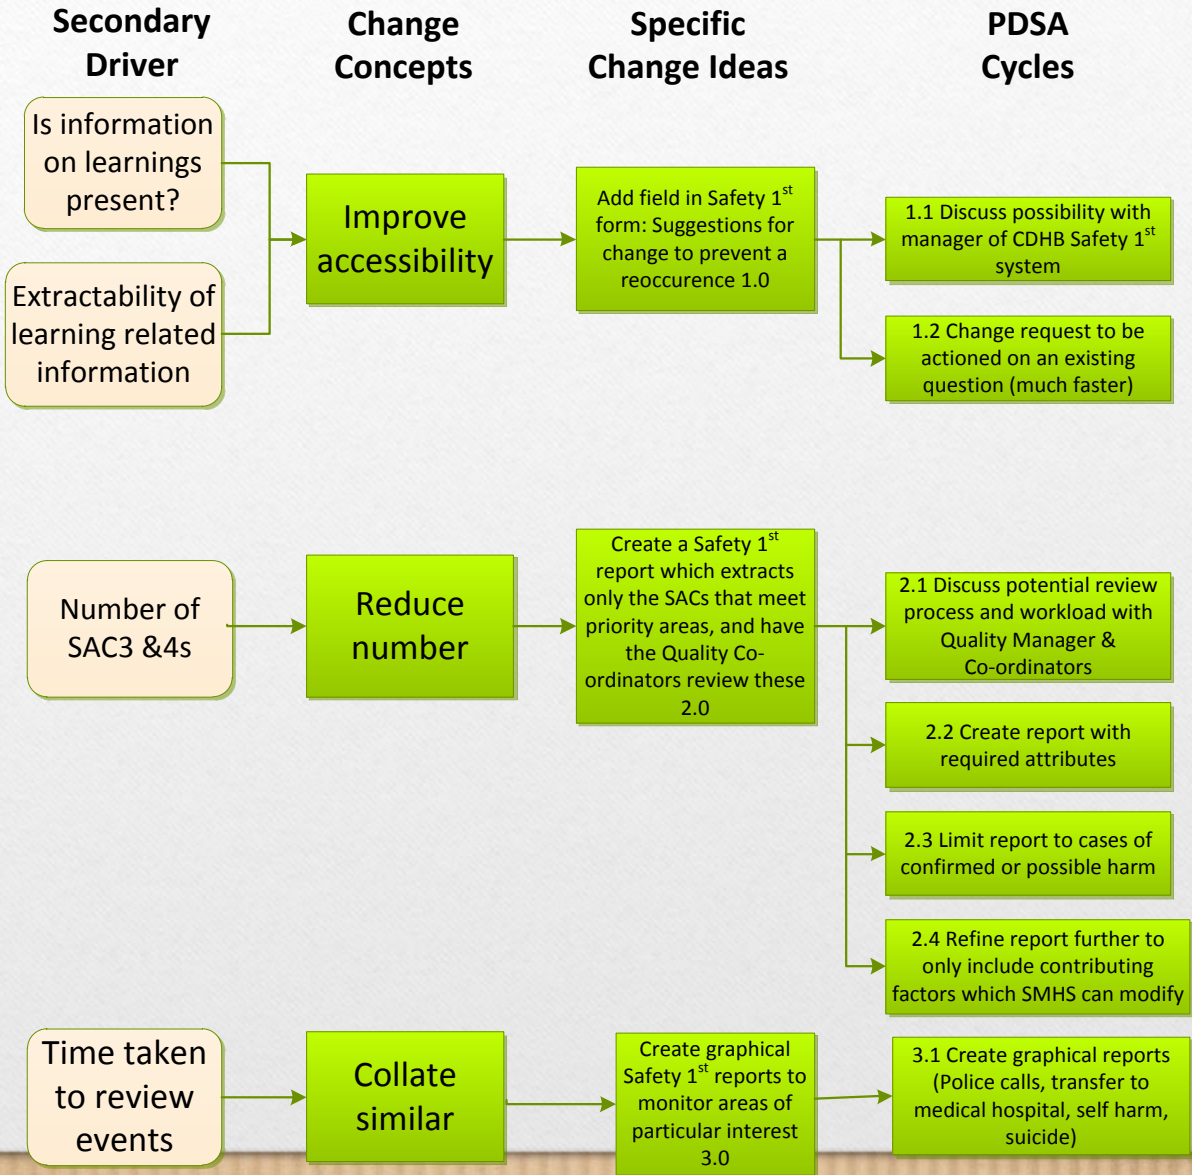 Secondary
Driver
Change
Concepts
Specific
Change Ideas
PDSA
Cycles
Is information
on learnings
present?
Extractability of
learning related
information
Improve
accessibility
Add field in Safety 1st
form: Suggestions for
change to prevent a
reoccurence 1.0
1.1 Discuss possibility with
manager of CDHB Safety 1st
system
1.2 Change request to be
actioned on an existing
question (much faster)
Number of
SAC3 &4s
Reduce
number
Create a Safety 1st
report which extracts
only the SACs that meet
priority areas, and have
the Quality Co-
ordinators review these
2.0
2.1 Discuss potential review
process and workload with
Quality Manager &
Co-ordinators
2.2 Create report with
required attributes
2.3 Limit report to cases of
confirmed or possible harm
2.4 Refine report further to
only include contributing
factors which SMHS can modify
Time taken
to review
events
Collate
similar
Create graphical
Safety 1st reports to
monitor areas of
particular interest
3.0
3.1 Create graphical reports
(Police calls, transfer to
medical hospital, self harm,
suicide)